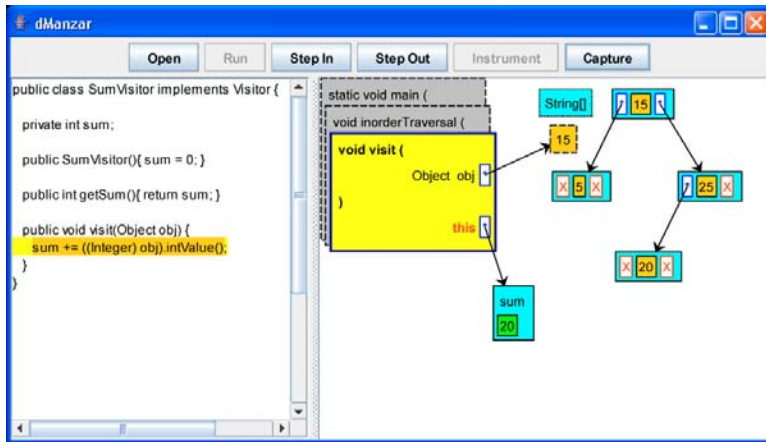 dManzar
Open Run Step In Step Out Instrument Capture
public class SumVisitor implements Visitor {
private int sum;
public SumVisitor(){ sum = 0; }
public int getSum(){ return sum; }
public void visit(Object obj) {
sum += ((Integer) obj).intValue();
}
}
static void main (
void inorderTraversal (
void visit (
Object obj
)
this
sum
20
String[]
15
15
X 5 X
25 X
X 20 X